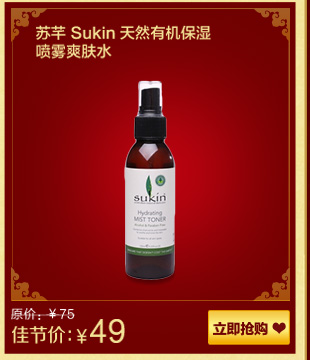 苏芊 Sukin 天然有机保湿
喷雾爽肤水
sukin
Hydrating
MIST TONER
原价：￥75
佳节价：￥49
立即抢购